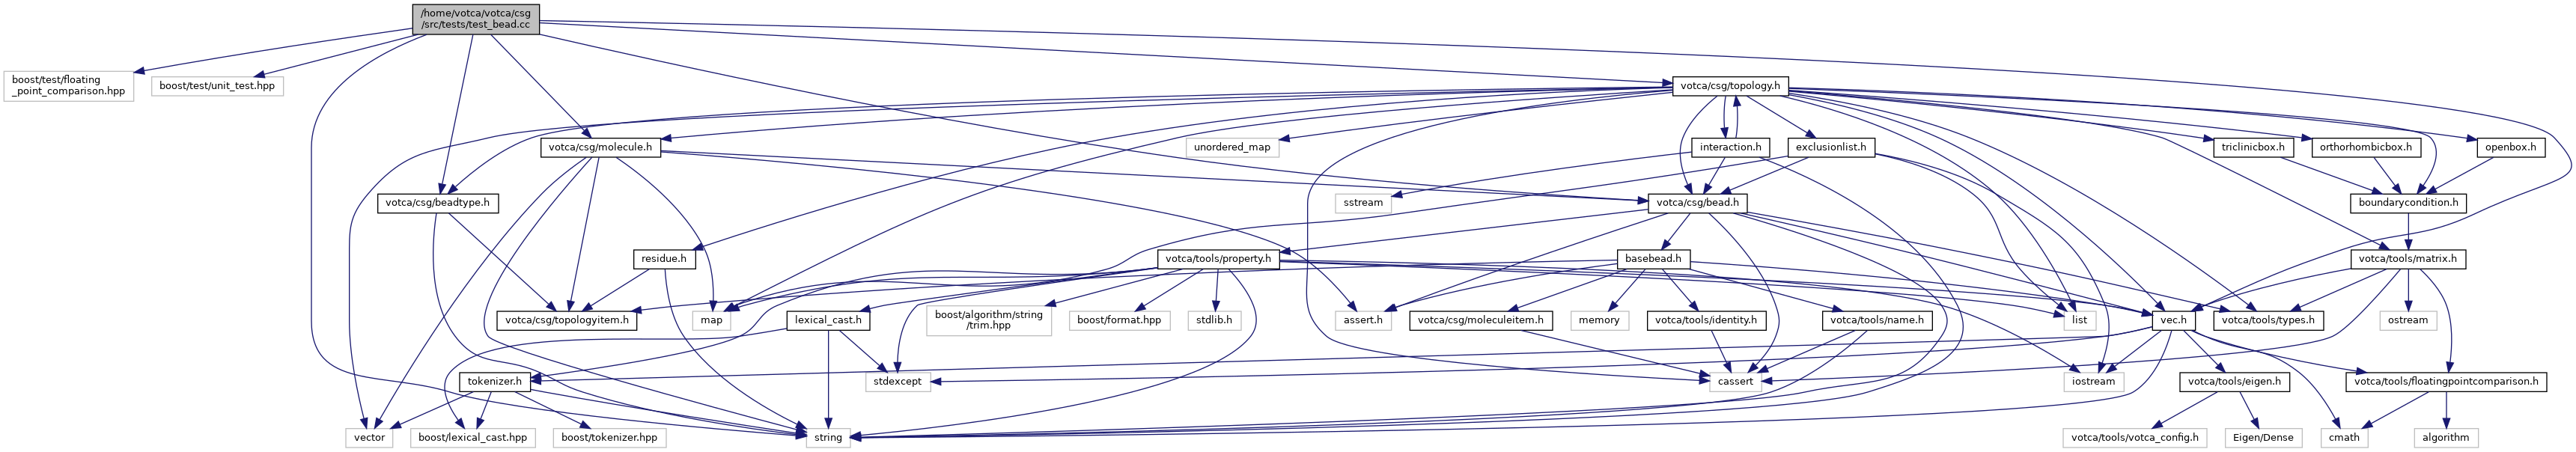 /home/votca/votca/csg
/src/tests/test_bead.cc
boost/test/floating
_point_comparison.hpp
boost/test/unit_test.hpp
votca/csg/topology.h
votca/csg/molecule.h
unordered_map
interaction.h
exclusionlist.h
triclinicbox.h
orthorhombicbox.h
openbox.h
votca/csg/beadtype.h
sstream
votca/csg/bead.h
boundarycondition.h
residue.h
votca/tools/property.h
basebead.h
votca/tools/matrix.h
votca/csg/topologyitem.h
map
lexical_cast.h
boost/algorithm/string
/trim.hpp
boost/format.hpp
stdlib.h
assert.h
votca/csg/moleculeitem.h
memory
votca/tools/identity.h
votca/tools/name.h
list
vec.h
votca/tools/types.h
ostream
tokenizer.h
stdexcept
cassert
iostream
votca/tools/eigen.h
votca/tools/floatingpointcomparison.h
vector
boost/lexical_cast.hpp
boost/tokenizer.hpp
string
votca/tools/votca_config.h
Eigen/Dense
cmath
algorithm